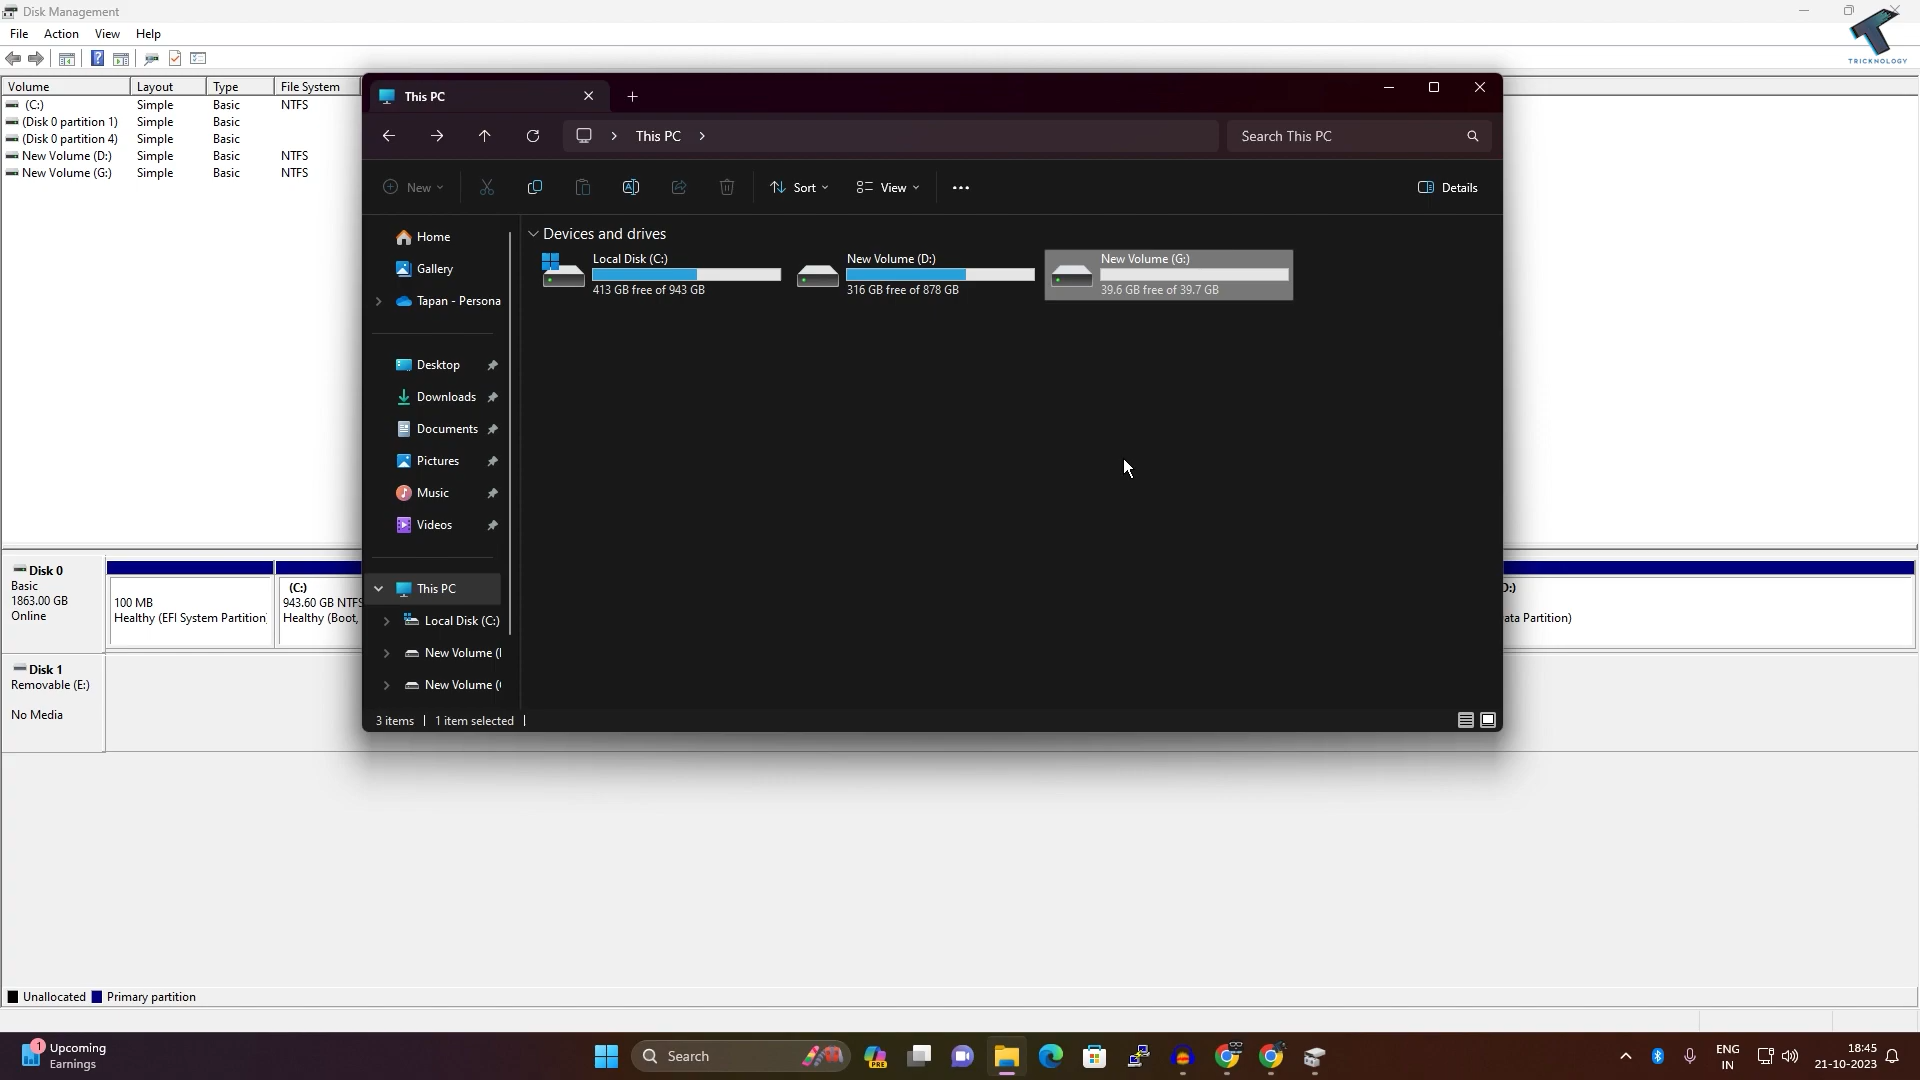 Disk Management
TRICKNOLOGY
File Action View Help
Volume Layout Type File System
(C:) Simple Basic NTFS
(Disk 0 partition 1) Simple Basic
(Disk 0 partition 4) Simple Basic
New Volume (D:) Simple Basic NTFS
New Volume (G:) Simple Basic NTFS
This PC
This PC
Search This PC
New Sort View Details
Home
Gallery
Tapan - Persona
Desktop
Downloads
Documents
Pictures
Music
Videos
This PC
Local Disk (C:)
New Volume (
New Volume (
Devices and drives
Local Disk (C:)
413 GB free of 943 GB
New Volume (D:)
316 GB free of 878 GB
New Volume (G:)
39.6 GB free of 39.7 GB
3 items 1 item selected
Disk 0
Basic
1863.00 GB
Online
100 MB
Healthy (EFI System Partition)
(C:)
943.60 GB NTFS
Healthy (Boot,
D:)
ata Partition)
Disk 1
Removable (E:)
No Media
Unallocated Primary partition
1
Upcoming
Earnings
Search
PRE
ENG
IN
18:45
21-10-2023